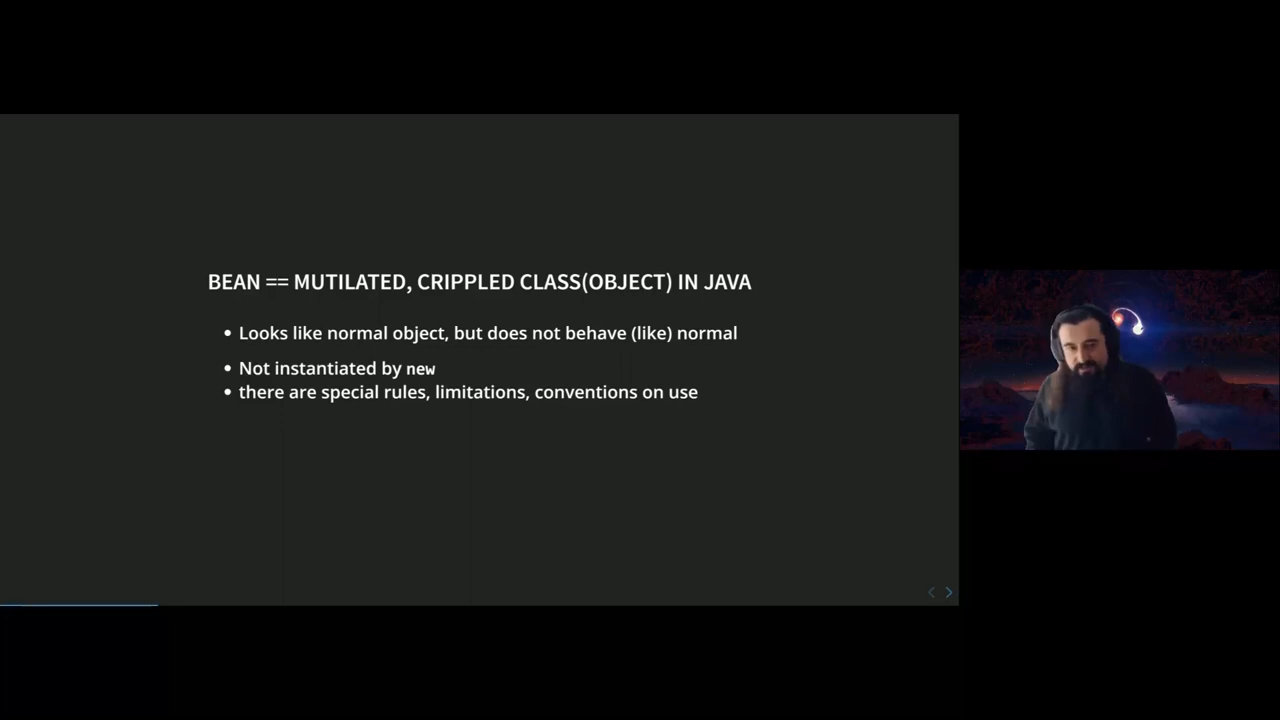 BEAN == MUTILATED, CRIPPLED CLASS(OBJECT) IN JAVA
• Looks like normal object, but does not behave (like) normal
• Not instantiated by new
• there are special rules, limitations, conventions on use